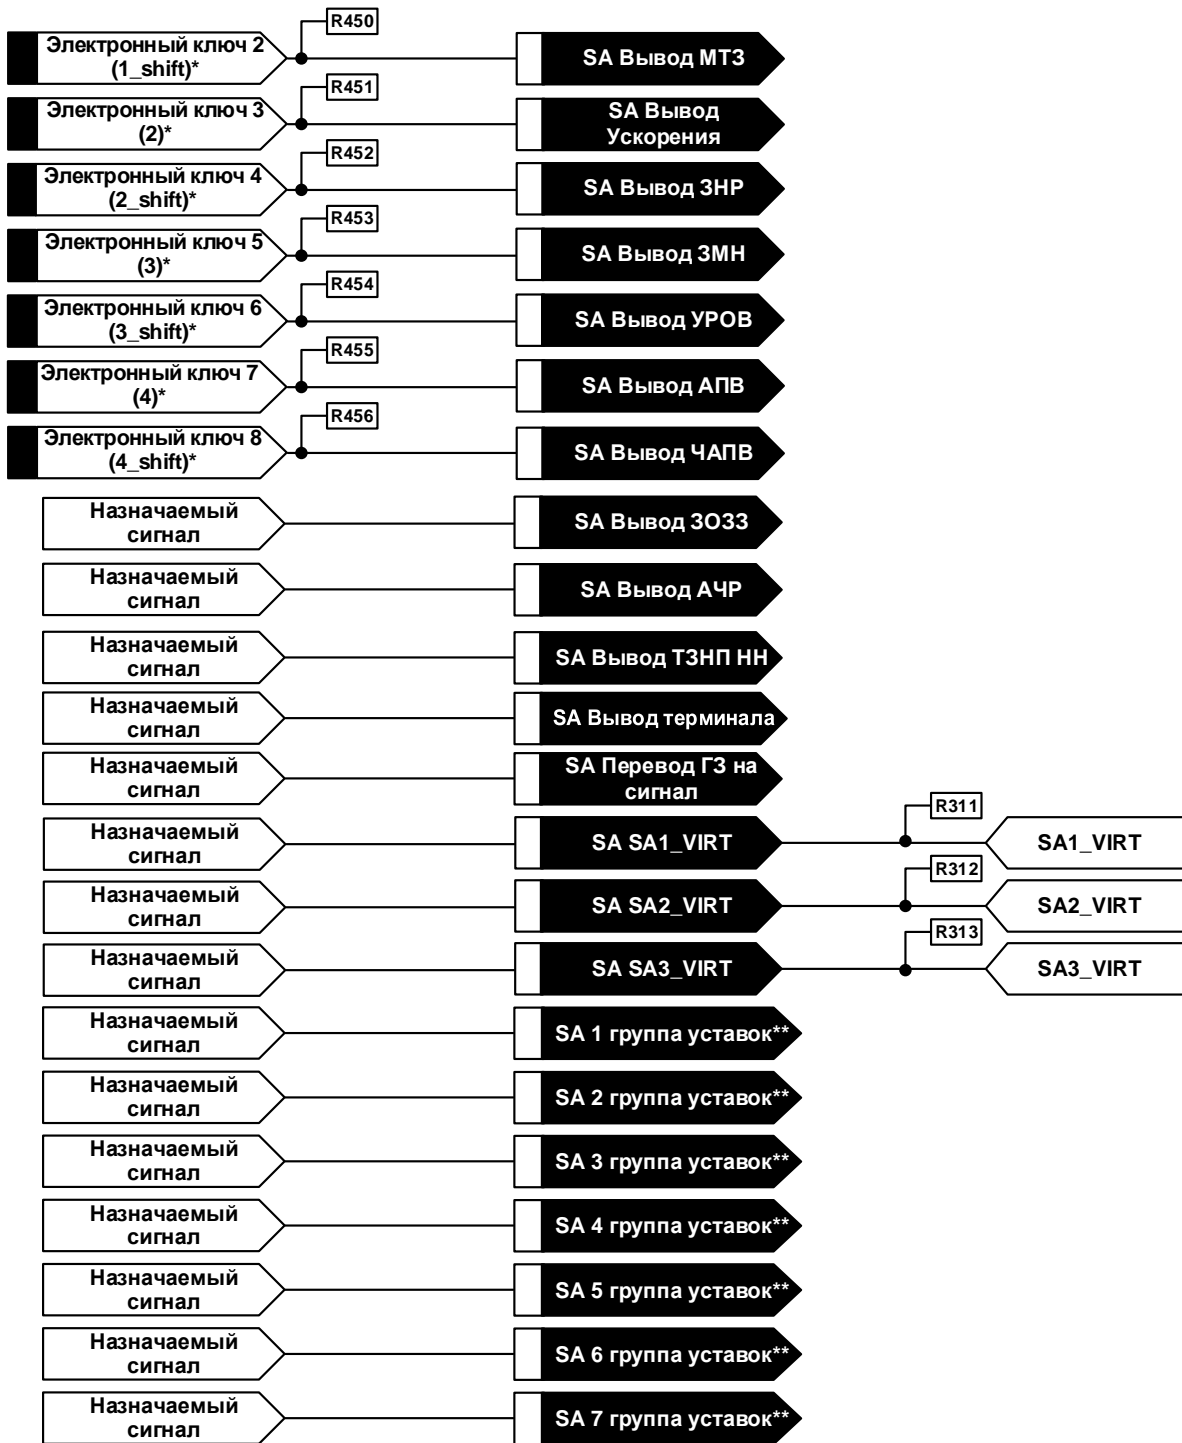 R450
Электронный ключ 2
(1_shift)*
SA Вывод МТЗ
R451
Электронный ключ 3
(2)*
SA Вывод
Ускорения
R452
Электронный ключ 4
(2_shift)*
SA Вывод ЗНР
R453
Электронный ключ 5
(3)*
SA Вывод ЗМН
R454
Электронный ключ 6
(3_shift)*
SA Вывод УРОВ
R455
Электронный ключ 7
(4)*
SA Вывод АПВ
R456
Электронный ключ 8
(4_shift)*
SA Вывод ЧАПВ
Назначаемый
сигнал
SA Вывод ЗОЗЗ
Назначаемый
сигнал
SA Вывод АЧР
Назначаемый
сигнал
SA Вывод ТЗНП НН
Назначаемый
сигнал
SA Вывод терминала
Назначаемый
сигнал
SA Перевод ГЗ на
сигнал
Назначаемый
сигнал
SA SA1_VIRT
R311
SA1_VIRT
Назначаемый
сигнал
SA SA2_VIRT
R312
SA2_VIRT
Назначаемый
сигнал
SA SA3_VIRT
R313
SA3_VIRT
Назначаемый
сигнал
SA 1 группа уставок**
Назначаемый
сигнал
SA 2 группа уставок**
Назначаемый
сигнал
SA 3 группа уставок**
Назначаемый
сигнал
SA 4 группа уставок**
Назначаемый
сигнал
SA 5 группа уставок**
Назначаемый
сигнал
SA 6 группа уставок**
Назначаемый
сигнал
SA 7 группа уставок**